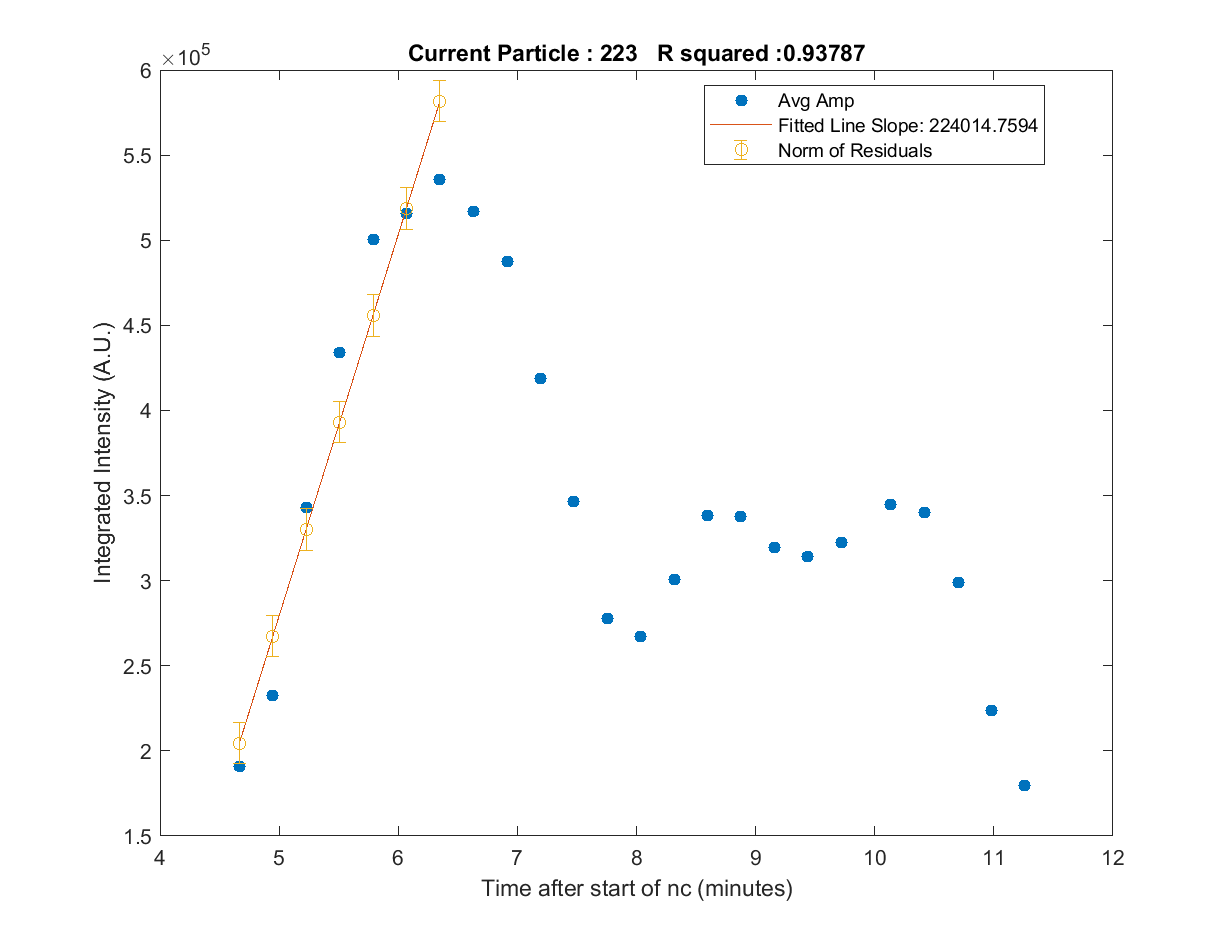 Current Particle : 223   R squared :0.93787
×10^5
6
5.5
5
4.5
4
3.5
3
2.5
2
1.5
Integrated Intensity (A.U.)
Avg Amp
Fitted Line Slope: 224014.7594
Norm of Residuals
4 5 6 7 8 9 10 11 12
Time after start of nc (minutes)